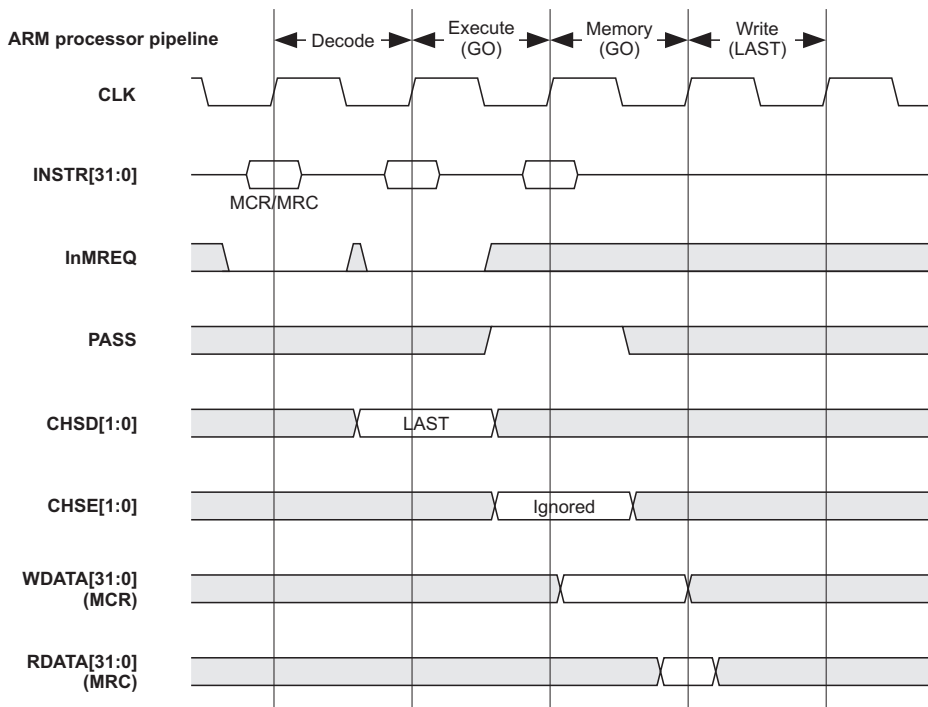 ARM processor pipeline
Decode
Execute
(GO)
Memory
(GO)
Write
(LAST)
CLK
INSTR[31:0]
MCR/MRC
InMREQ
PASS
CHSD[1:0]
LAST
CHSE[1:0]
Ignored
WDATA[31:0]
(MCR)
RDATA[31:0]
(MRC)